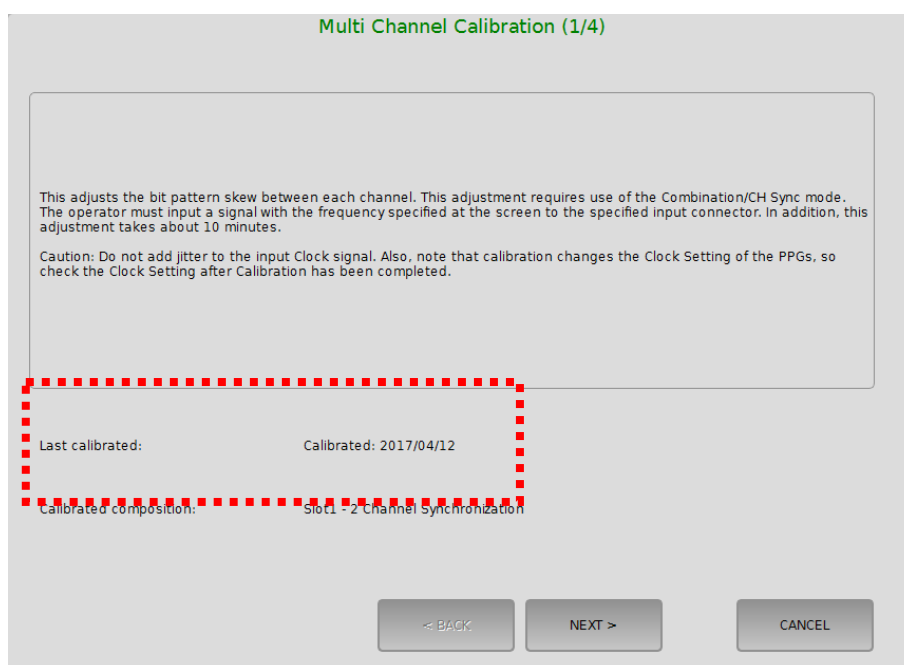 Multi Channel Calibration (1/4)
This adjusts the bit pattern skew between each channel. This adjustment requires use of the Combination/CH Sync mode.
The operator must input a signal with the frequency specified at the screen to the specified input connector. In addition, this
adjustment takes about 10 minutes.
Caution: Do not add jitter to the input Clock signal. Also, note that calibration changes the Clock Setting of the PPGs, so
check the Clock Setting after Calibration has been completed.
Last calibrated: Calibrated: 2017/04/12
Calibrated composition: Slot1 - 2 Channel Synchronization
< BACK NEXT > CANCEL